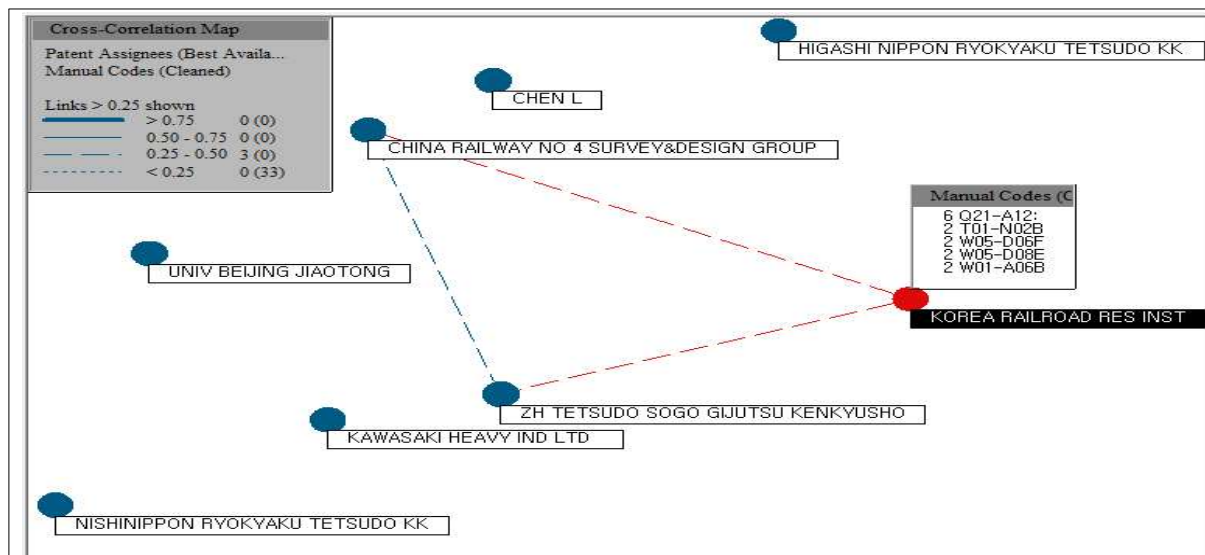 Cross-Correlation Map
Patent Assignees (Best Availa...
Manual Codes (Cleaned)
Links > 0.25 shown
> 0.75 0 (0)
0.50 - 0.75 0 (0)
0.25 - 0.50 3 (0)
< 0.25 0 (33)
HIGASHI NIPPON RYOKYAKU TETSUDO KK
CHEN L
CHINA RAILWAY NO 4 SURVEY&DESIGN GROUP
Manual Codes (C
6 Q21-A12:
2 T01-N02B
2 W05-D06F
2 W05-D08E
2 W01-A06B
UNIV BEIJING JIAOTONG
KOREA RAILROAD RES INST
ZH TETSUDO SOGO GIJUTSU KENKYUSHO
KAWASAKI HEAVY IND LTD
NISHINIPPON RYOKYAKU TETSUDO KK